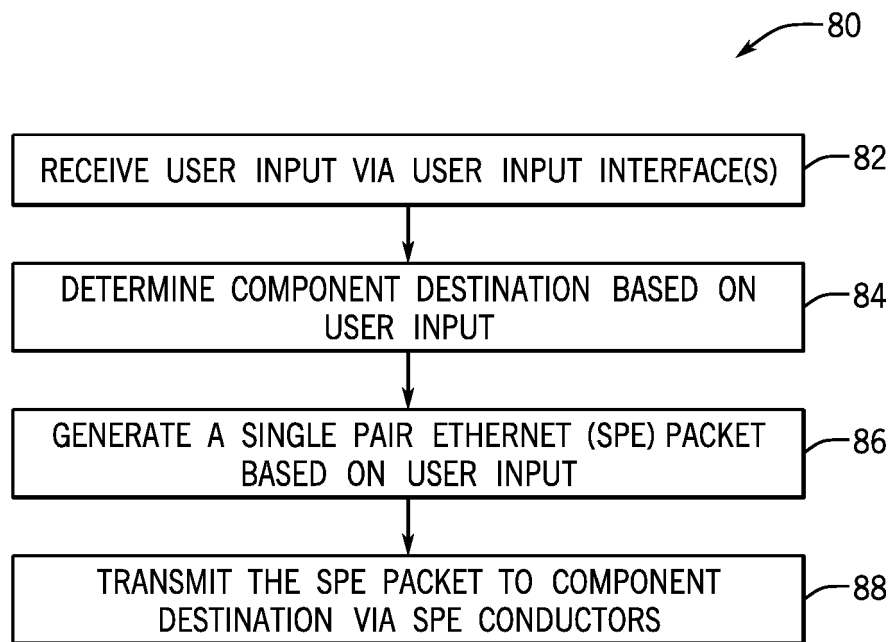 80
RECEIVE USER INPUT VIA USER INPUT INTERFACE(S)
82
DETERMINE COMPONENT DESTINATION BASED ON
USER INPUT
84
GENERATE A SINGLE PAIR ETHERNET (SPE) PACKET
BASED ON USER INPUT
86
TRANSMIT THE SPE PACKET TO COMPONENT
DESTINATION VIA SPE CONDUCTORS
88